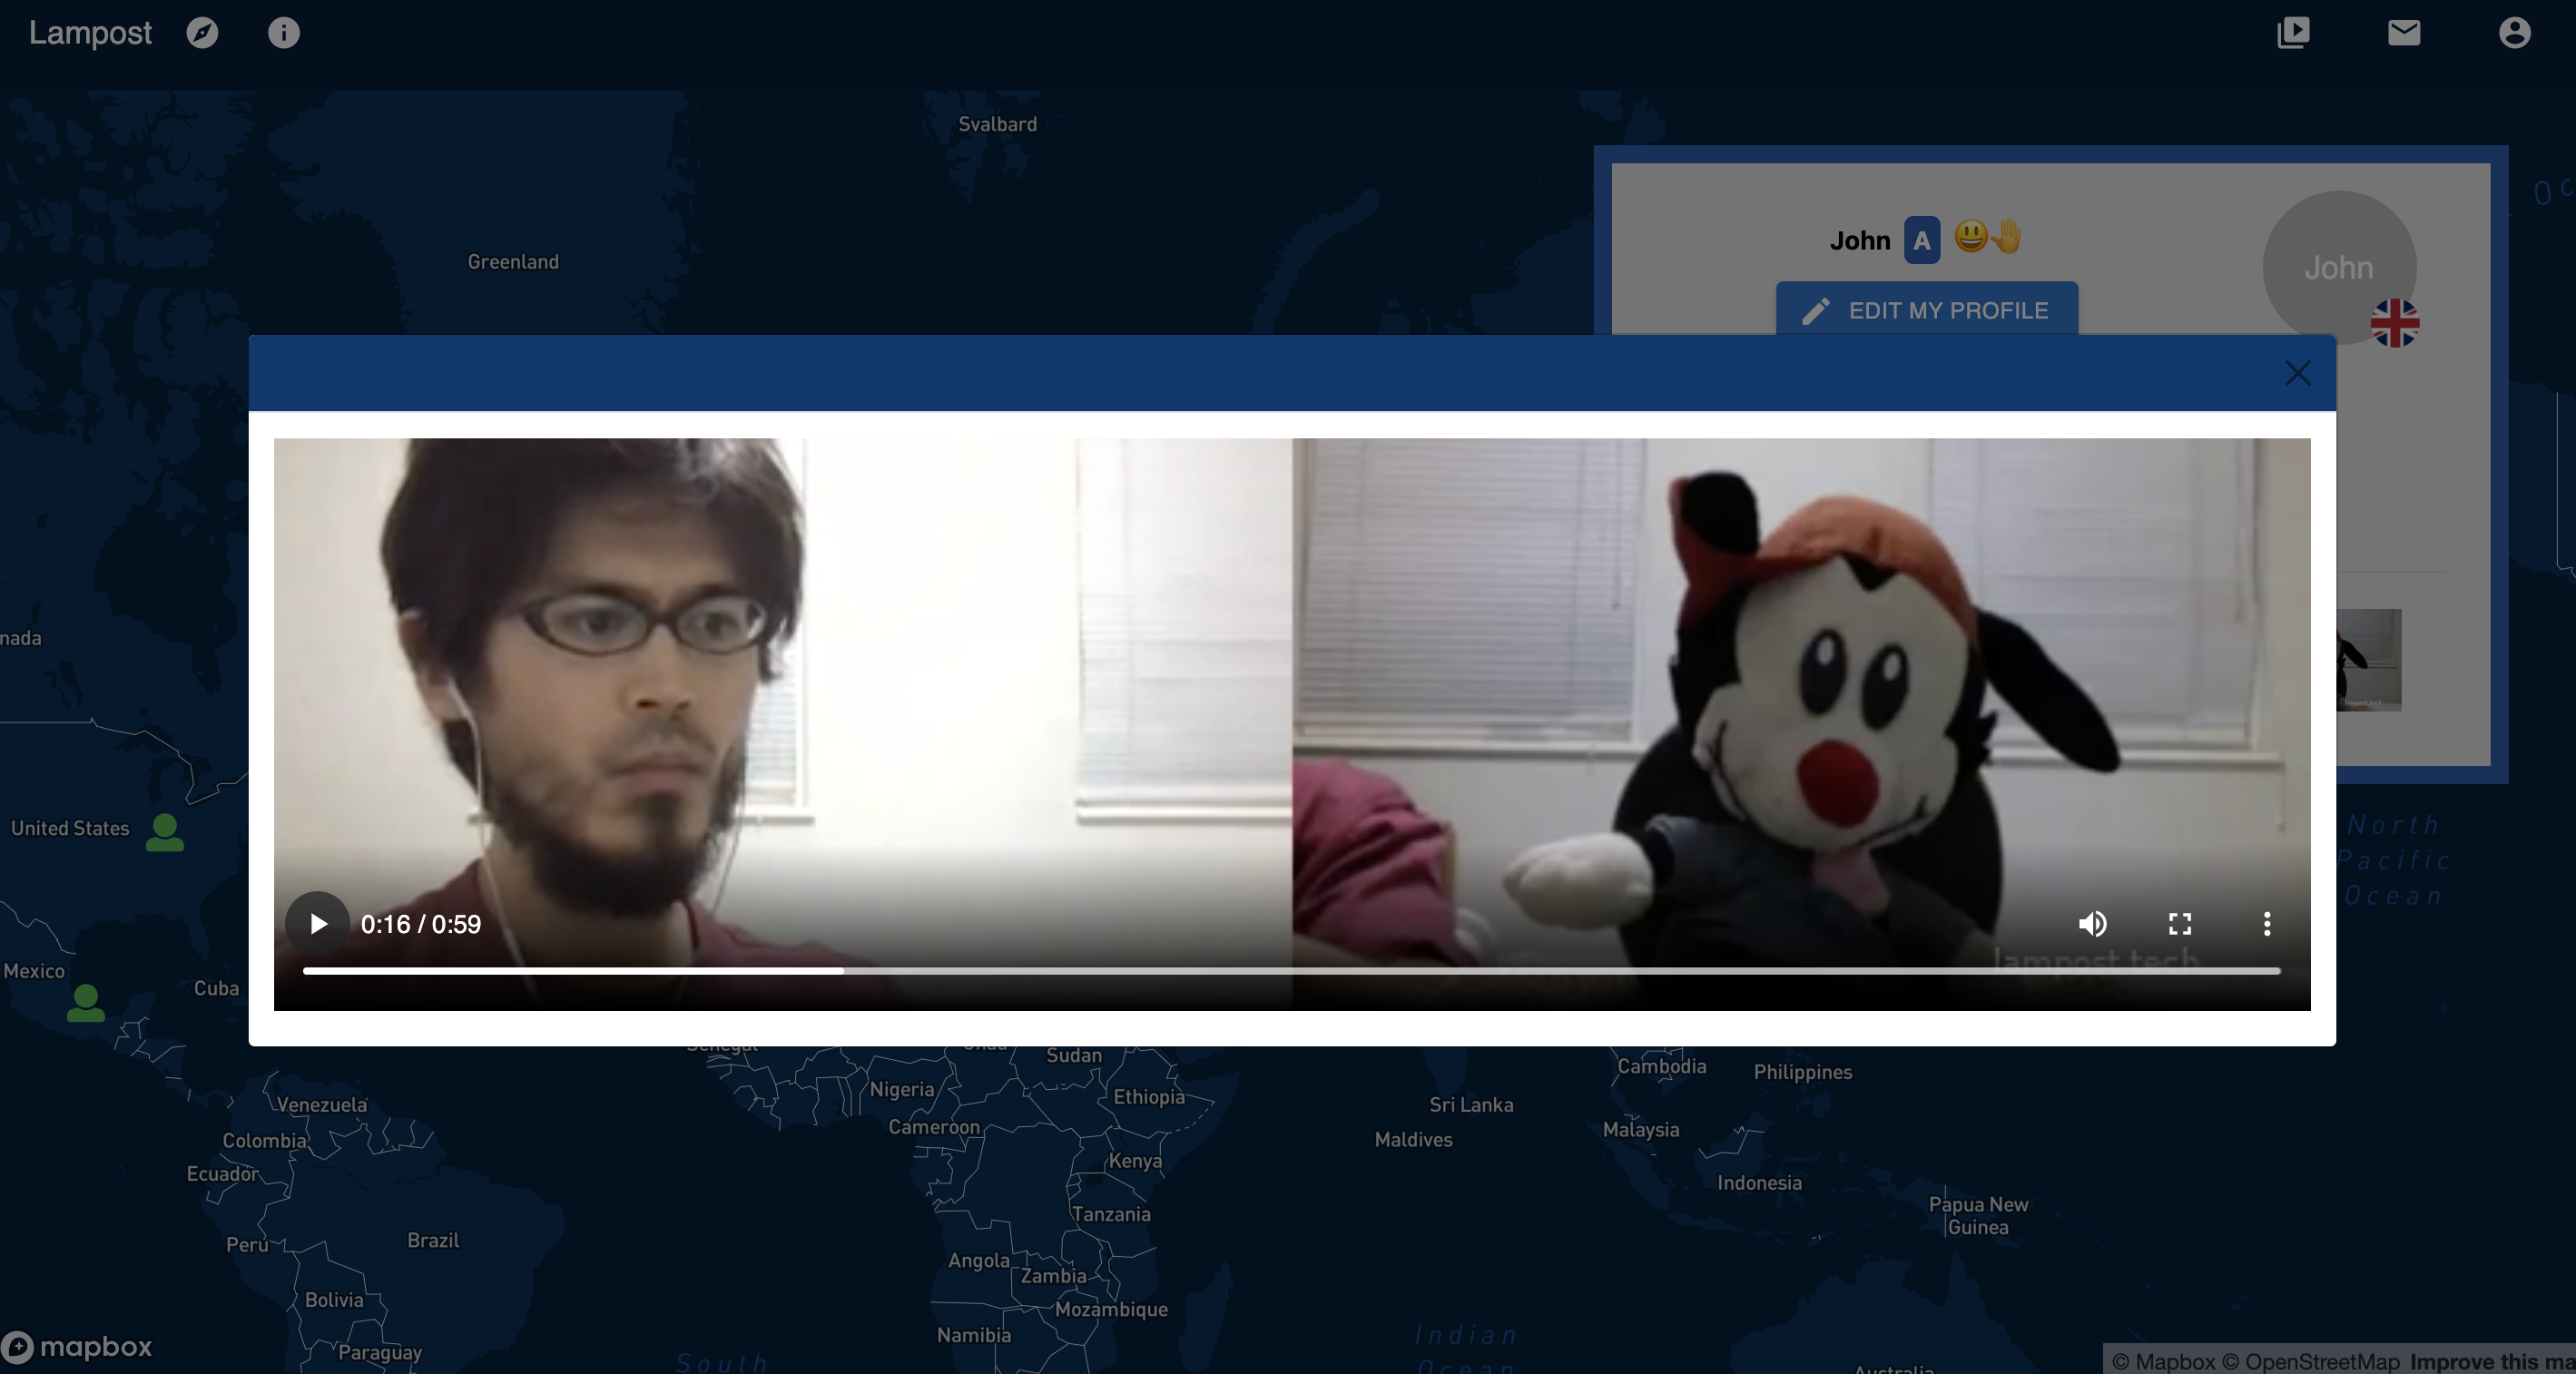 Lampost
Svalbard
Greenland
John A 😃🤚
John
EDIT MY PROFILE
nada
United States
Mexico
Cuba
0:16 / 0:59
lampost.tech
North
Pacific
Ocean
Senegal
Sudan
Nigeria
Ethiopia
Cameroon
Kenya
Tanzania
Angola
Zambia
Mozambique
Namibia
Venezuela
Colombia
Ecuador
Peru
Brazil
Bolivia
Paraguay
Cambodia
Philippines
Sri Lanka
Maldives
Malaysia
Indonesia
Papua New
Guinea
Indian
Ocean
South
Australia
mapbox
© Mapbox © OpenStreetMap Improve this ma